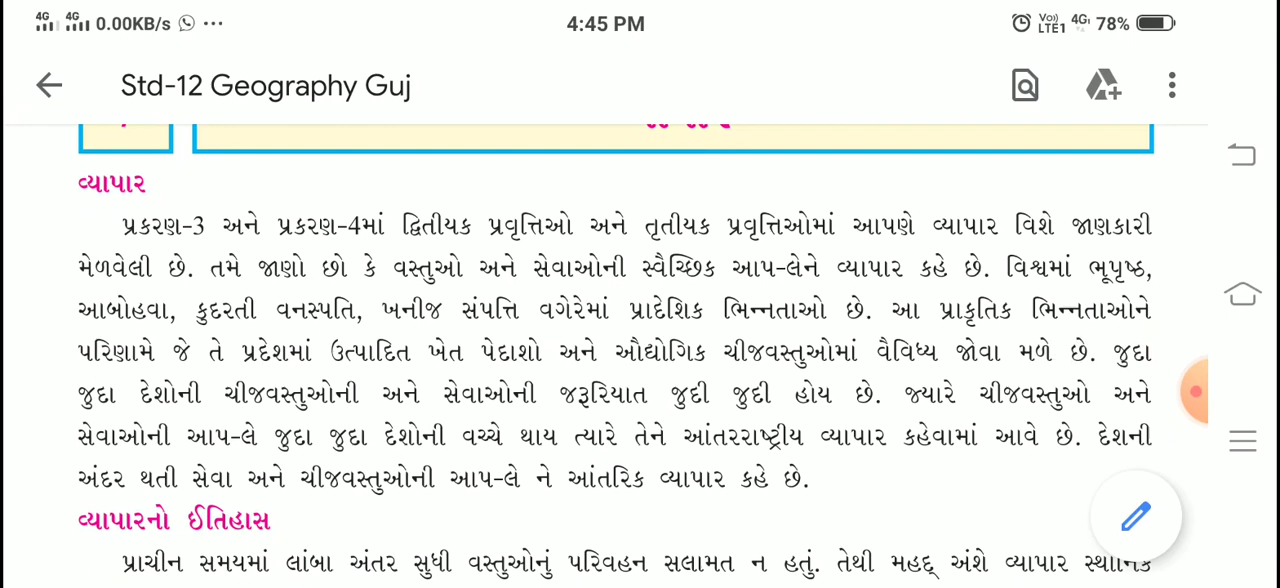 4G 4G 0.00KB/s ··· 4:45 PM Vo) LTE1 4G 78%
Std-12 Geography Guj
વ્યાપાર
પ્રકરણ-3 અને પ્રકરણ-4માં દ્વિતીયક પ્રવૃત્તિઓ અને તૃતીયક પ્રવૃત્તિઓમાં આપણે વ્યાપાર વિશે જાણકારી
મેળવેલી છે. તમે જાણો છો કે વસ્તુઓ અને સેવાઓની સ્વૈચ્છિક આપ-લેને વ્યાપાર કહે છે. વિશ્વમાં ભૂપૃષ્ઠ,
આબોહવા, કુદરતી વનસ્પતિ, ખનીજ સંપત્તિ વગેરેમાં પ્રાદેશિક ભિન્નતાઓ છે. આ પ્રાકૃતિક ભિન્નતાઓને
પરિણામે જે તે પ્રદેશમાં ઉત્પાદિત ખેત પેદાશો અને ઔદ્યોગિક ચીજવસ્તુઓમાં વૈવિધ્ય જોવા મળે છે. જુદા
જુદા દેશોની ચીજવસ્તુઓની અને સેવાઓની જરૂરિયાત જુદી જુદી હોય છે. જ્યારે ચીજવસ્તુઓ અને
સેવાઓની આપ-લે જુદા જુદા દેશોની વચ્ચે થાય ત્યારે તેને આંતરરાષ્ટ્રીય વ્યાપાર કહેવામાં આવે છે. દેશની
અંદર થતી સેવા અને ચીજવસ્તુઓની આપ-લે ને આંતરિક વ્યાપાર કહે છે.
વ્યાપારનો ઈતિહાસ
પ્રાચીન સમયમાં લાંબા અંતર સુધી વસ્તુઓનું પરિવહન સલામત ન હતું. તેથી મહદ્ અંશે વ્યાપાર સ્થાનિક